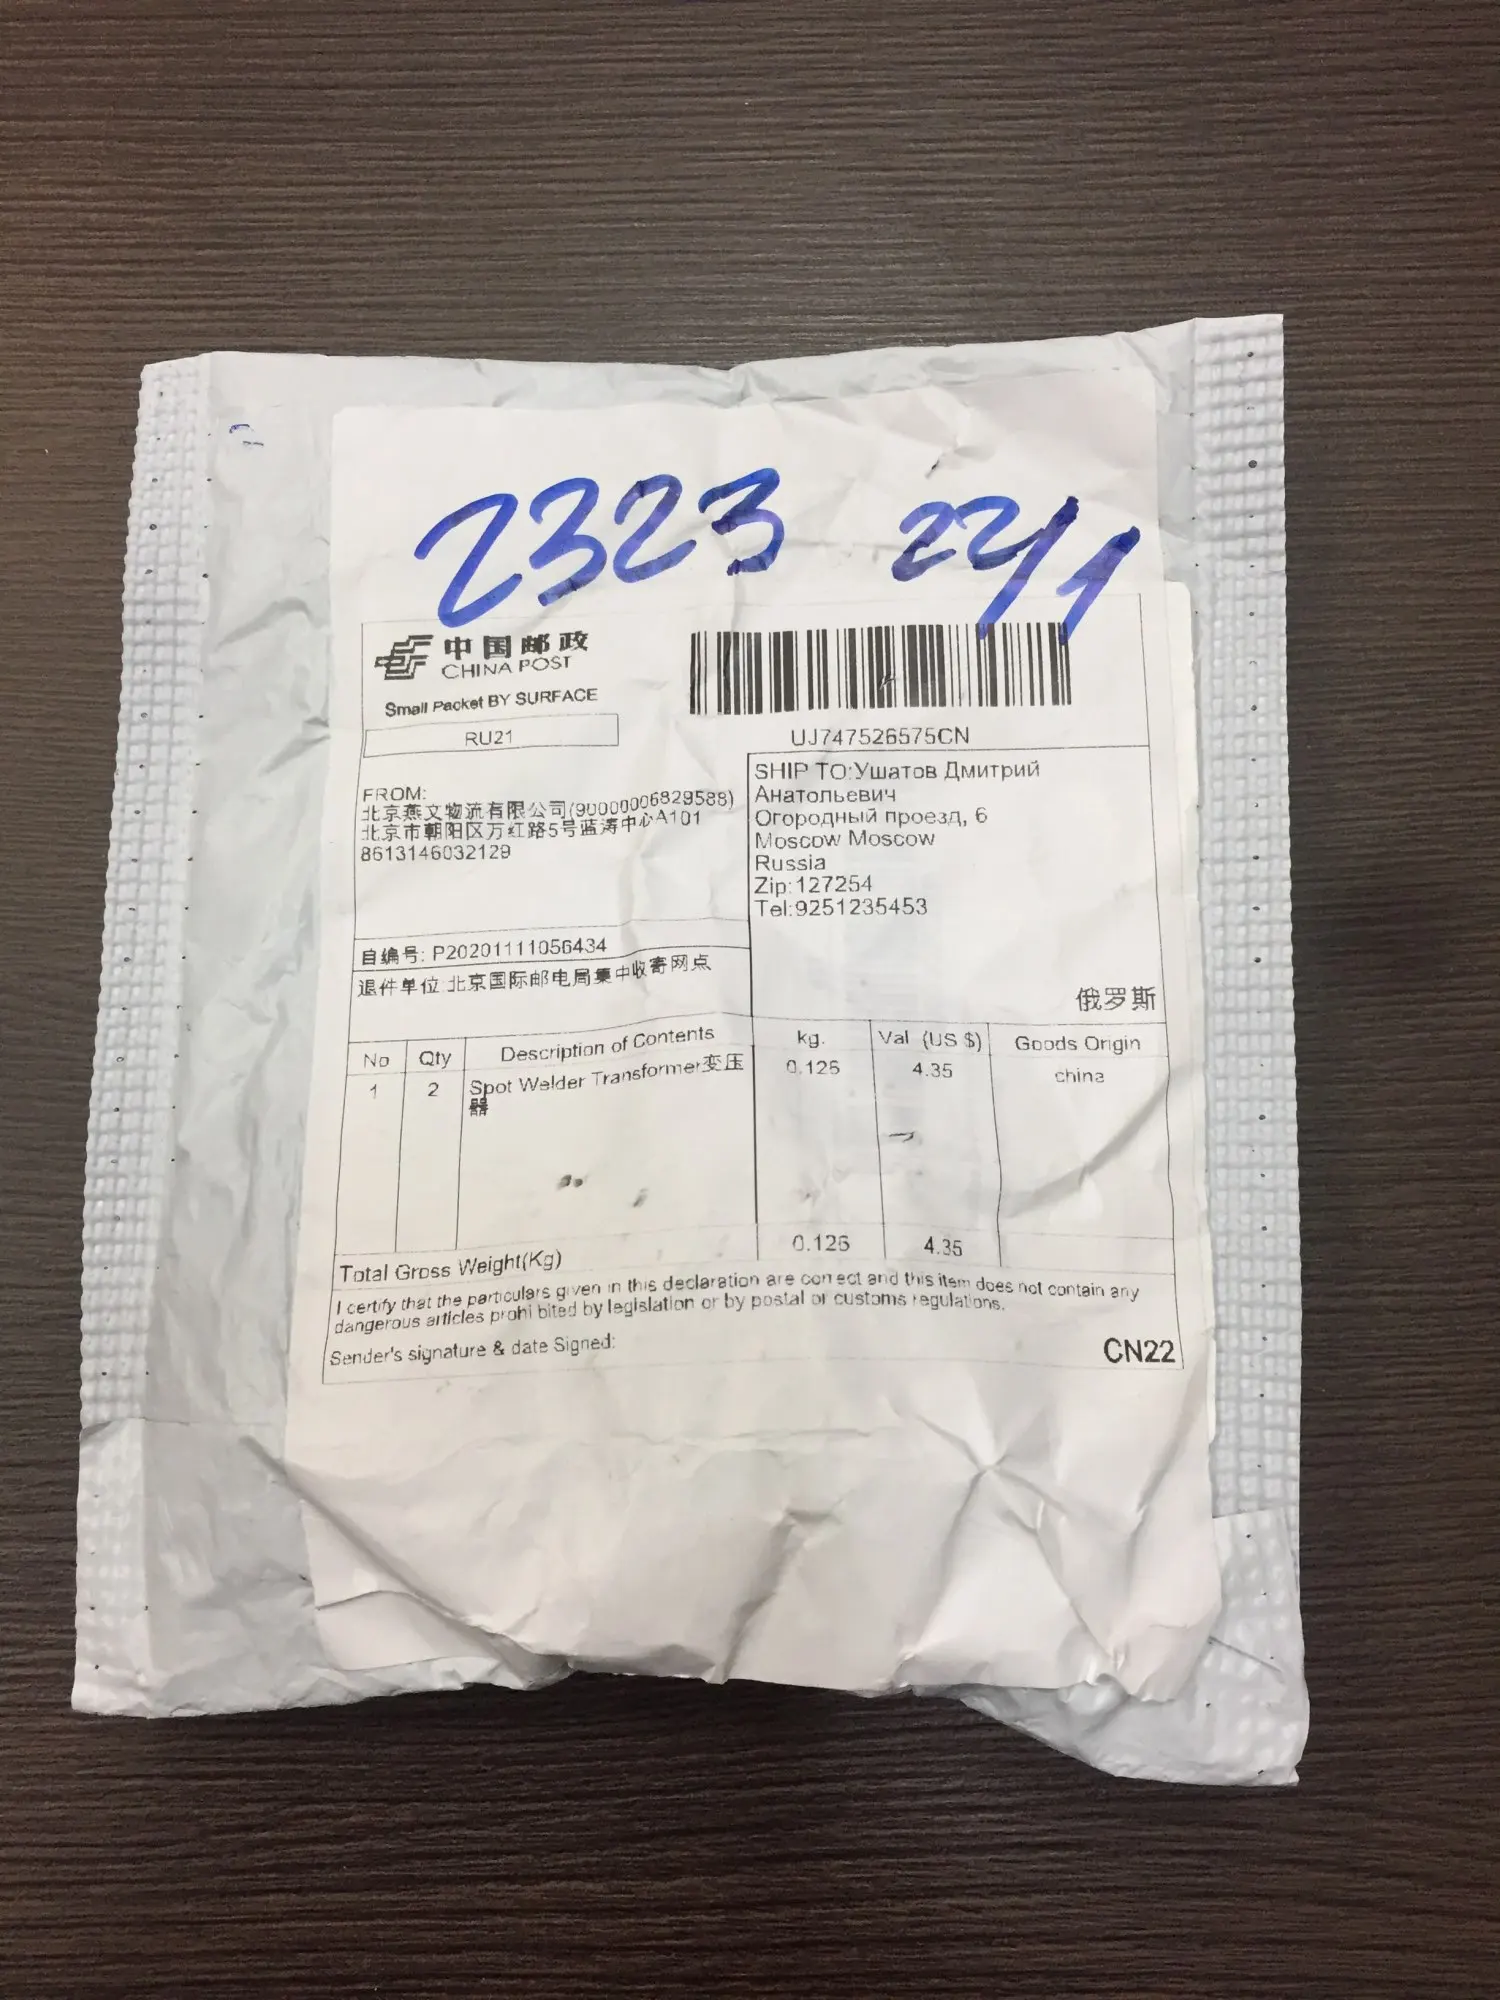 2323 22/1
中国邮政
CHINA POST
Small Packet BY SURFACE
RU21
UJ747526575CN
FROM:
北京燕文物流有限公司(90000006829588)
北京市朝阳区万红路5号蓝涛中心A101
8613146032129
SHIP TO:Ушатов Дмитрий
Анатольевич
Огородный проезд, 6
Moscow Moscow
Russia
Zip:127254
Tel:9251235453
自编号: P20201111056434
退件单位:北京国际邮电局集中收寄网点
俄罗斯
No Qty Description of Contents kg. Val (US $) Goods Origin
1 2 Spot Welder Transformer变压 0.126 4.35 china
器
Total Gross Weight(Kg) 0.126 4.35
I certify that the particulars given in this declaration are correct and this item does not contain any
dangerous articles prohibited by legislation or by postal or customs regulations.
Sender's signature & date Signed:
CN22